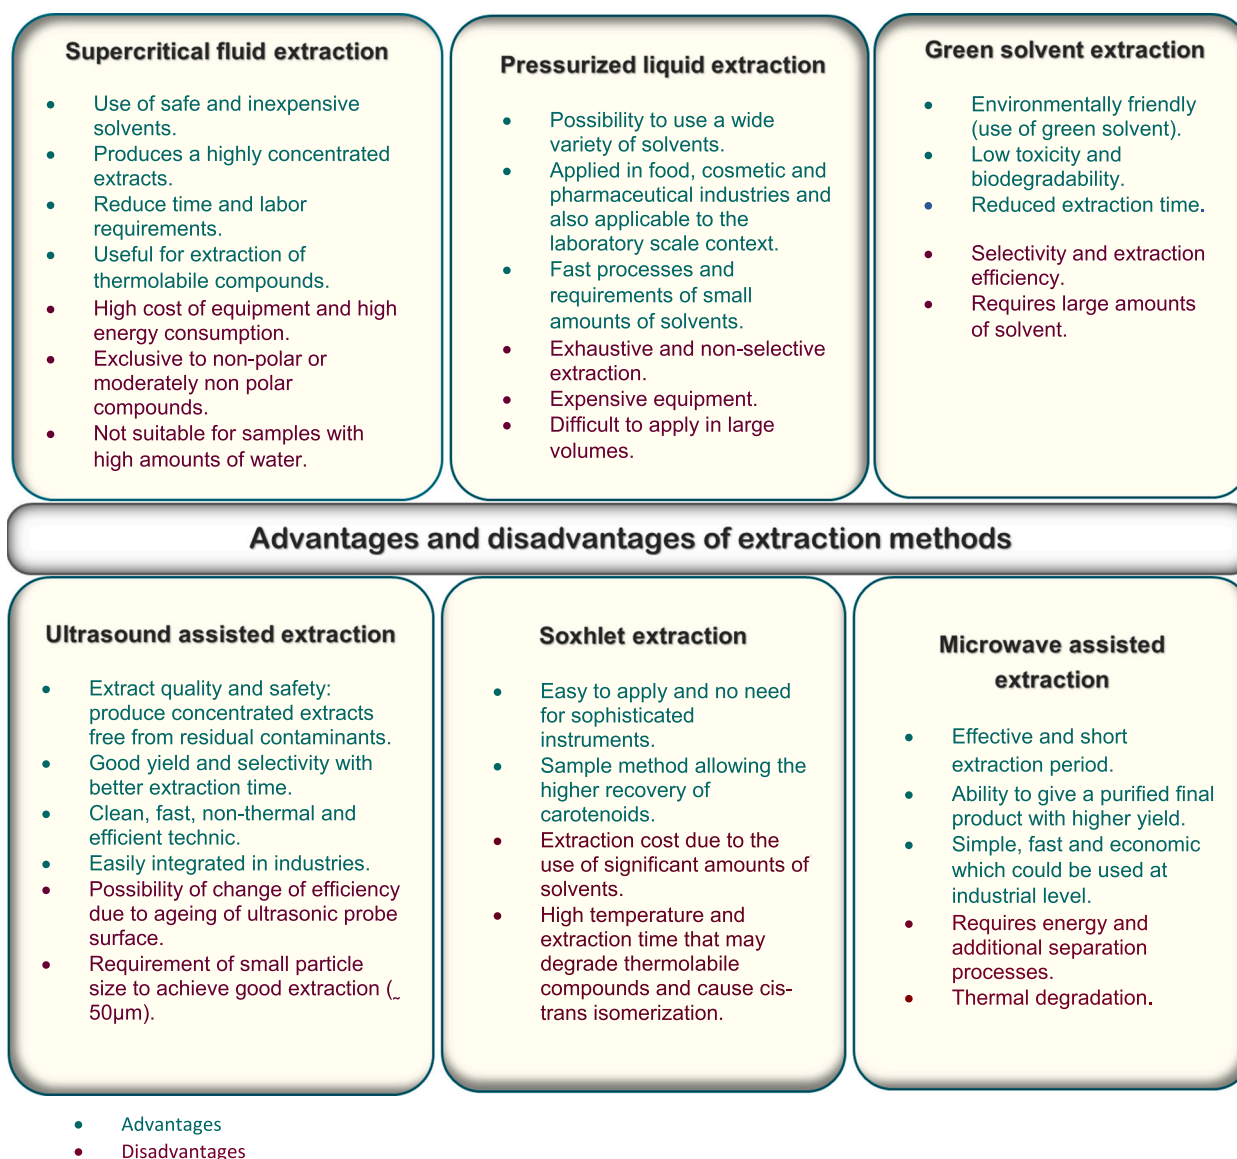 Supercritical fluid extraction
• Use of safe and inexpensive
solvents.
• Produces a highly concentrated
extracts.
• Reduce time and labor
requirements.
• Useful for extraction of
thermolabile compounds.
• High cost of equipment and high
energy consumption.
• Exclusive to non-polar or
moderately non polar
compounds.
• Not suitable for samples with
high amounts of water.
Pressurized liquid extraction
• Possibility to use a wide
variety of solvents.
• Applied in food, cosmetic and
pharmaceutical industries and
also applicable to the
laboratory scale context.
• Fast processes and
requirements of small
amounts of solvents.
• Exhaustive and non-selective
extraction.
• Expensive equipment.
• Difficult to apply in large
volumes.
Green solvent extraction
• Environmentally friendly
(use of green solvent).
• Low toxicity and
biodegradability.
• Reduced extraction time.
• Selectivity and extraction
efficiency.
• Requires large amounts
of solvent.
Advantages and disadvantages of extraction methods
Ultrasound assisted extraction
• Extract quality and safety:
produce concentrated extracts
free from residual contaminants.
• Good yield and selectivity with
better extraction time.
• Clean, fast, non-thermal and
efficient technic.
• Easily integrated in industries.
• Possibility of change of efficiency
due to ageing of ultrasonic probe
surface.
• Requirement of small particle
size to achieve good extraction (~
50µm).
Soxhlet extraction
• Easy to apply and no need
for sophisticated
instruments.
• Sample method allowing the
higher recovery of
carotenoids.
• Extraction cost due to the
use of significant amounts of
solvents.
• High temperature and
extraction time that may
degrade thermolabile
compounds and cause cis-
trans isomerization.
Microwave assisted
extraction
• Effective and short
extraction period.
• Ability to give a purified final
product with higher yield.
• Simple, fast and economic
which could be used at
industrial level.
• Requires energy and
additional separation
processes.
• Thermal degradation.
• Advantages
• Disadvantages